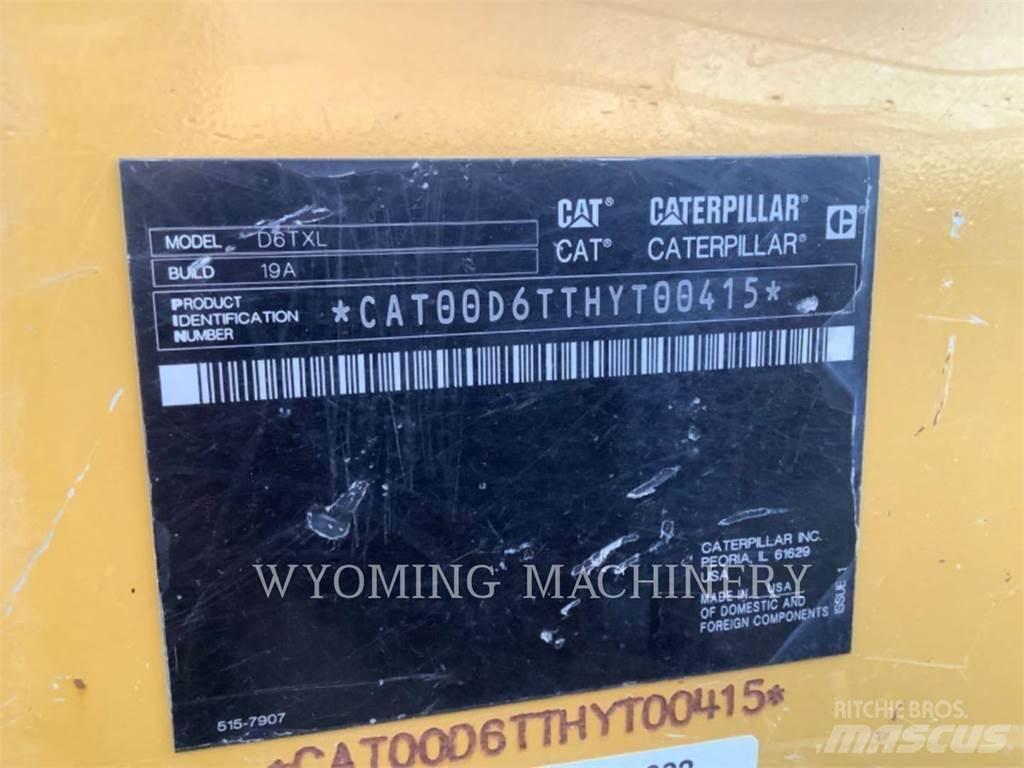 CAT® CATERPILLAR®
CAT® CATERPILLAR®
MODEL D6TXL
BUILD 19A
PRODUCT
IDENTIFICATION
NUMBER
*CAT00D6TTHYT00415*
CATERPILLAR INC.
PEORIA, IL 61629
USA
MADE IN USA
OF DOMESTIC AND
FOREIGN COMPONENTS
ISSUE-1
WYOMING MACHINERY
515-7907
*CAT00D6TTHYT00415*
RITCHIE BROS.
MASCUS